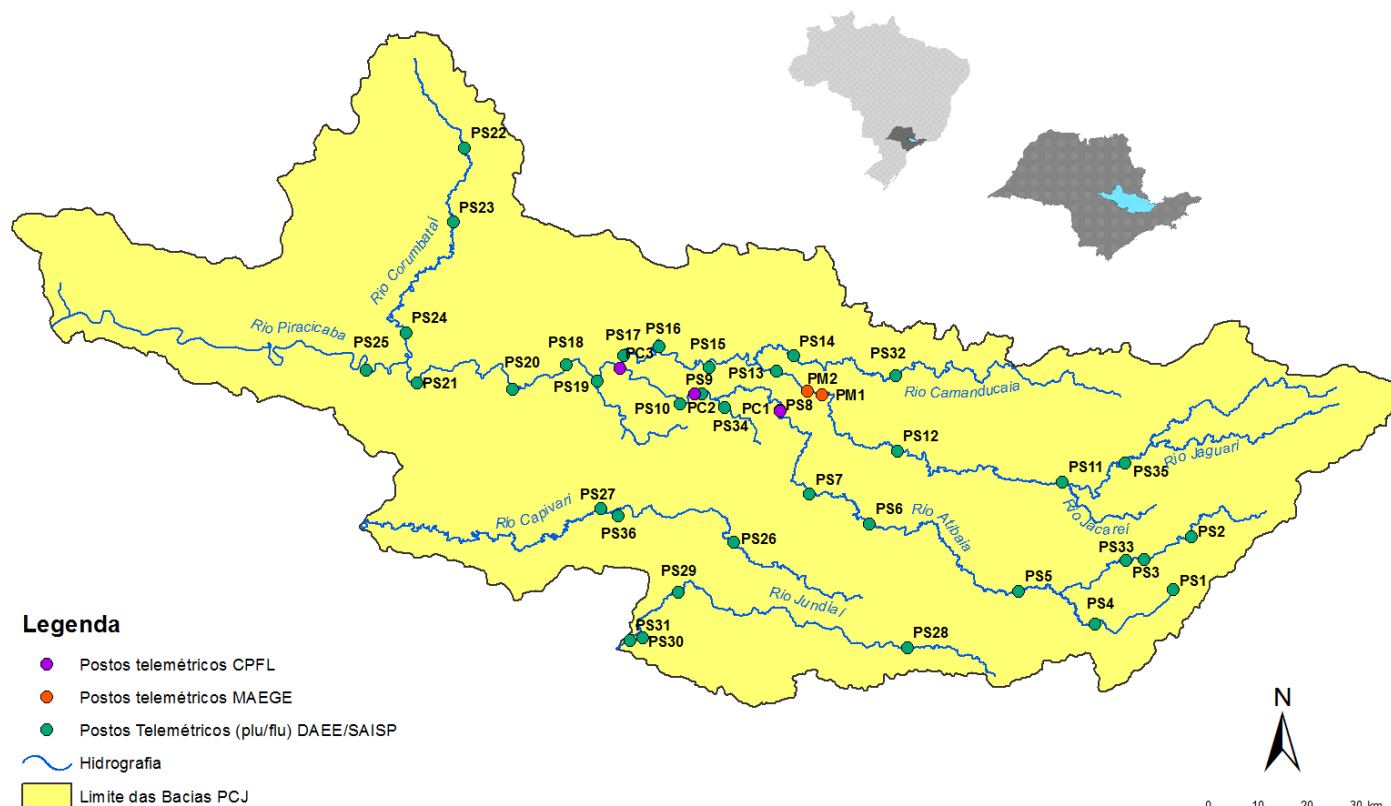 PS22
PS23
Rio Corumbataí
PS24
Rio Piracicaba
PS25
PS21
PS20
PS18
PS19
PS17
PC3
PS16
PS15
PS14
PS13
PS32
Rio Camanducaia
PM2
PM1
PS9
PS10
PC2
PS34
PC1
PS8
PS12
PS11
PS35
Rio Jaguari
Rio Jacareí
PS7
PS6
Rio Atibaia
PS2
PS33
PS3
PS1
PS5
PS4
PS27
Rio Capivari
PS36
PS26
PS29
Rio Jundiaí
PS31
PS30
PS28
Legenda
Postos telemétricos CPFL
Postos telemétricos MAEGE
Postos Telemétricos (plu/flu) DAEE/SAISP
Hidrografia
Limite das Bacias PCJ
N
0 10 20 30 km